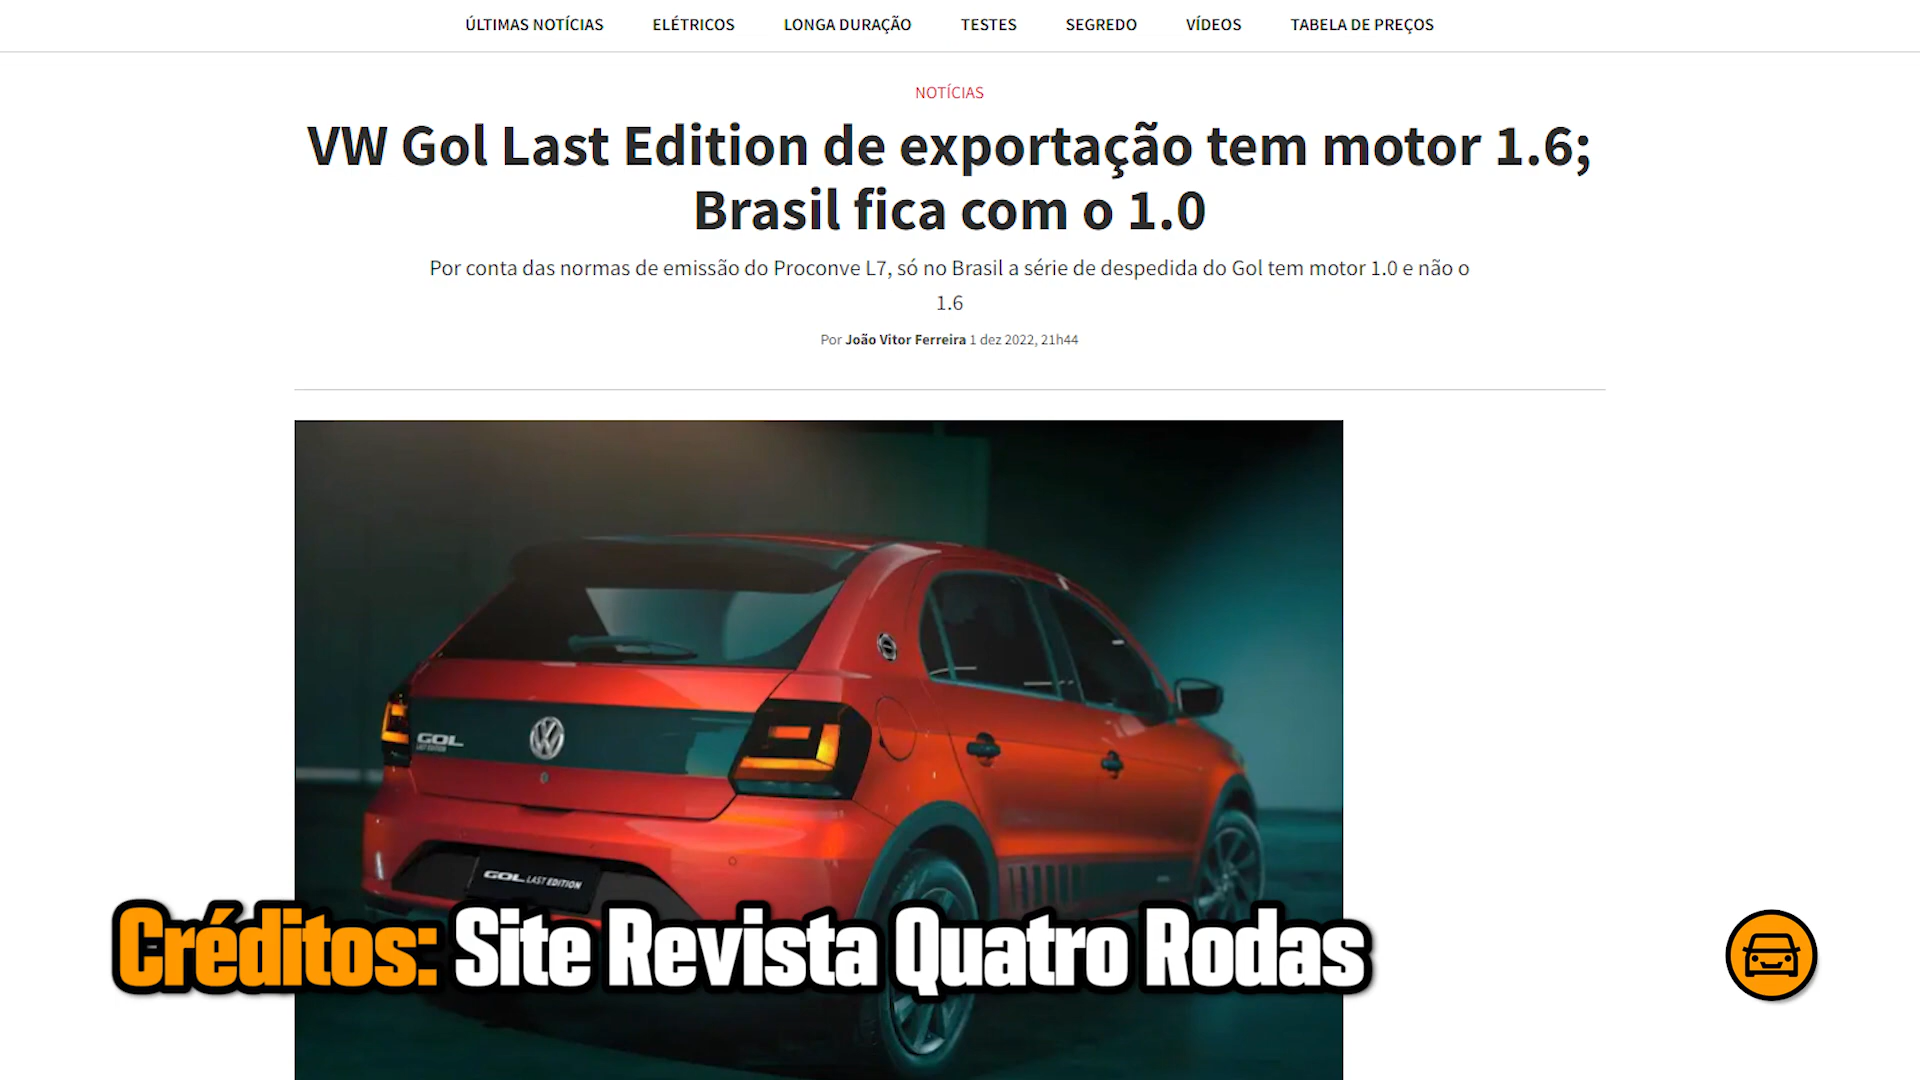 ÚLTIMAS NOTÍCIAS ELÉTRICOS LONGA DURAÇÃO TESTES SEGREDO VÍDEOS TABELA DE PREÇOS
NOTÍCIAS
VW Gol Last Edition de exportação tem motor 1.6;
Brasil fica com o 1.0
Por conta das normas de emissão do Proconve L7, só no Brasil a série de despedida do Gol tem motor 1.0 e não o
1.6
Por João Vitor Ferreira 1 dez 2022, 21h44
GOL
LAST EDITION
GOL LAST EDITION
Créditos: Site Revista Quatro Rodas